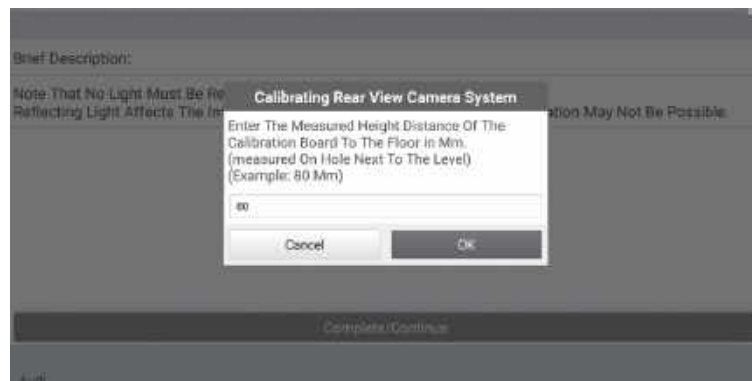 Brief Description:
Note That No Light Must Be Re
Reflecting Light Affects The Im
ation May Not Be Possible.
Calibrating Rear View Camera System
Enter The Measured Height Distance Of The
Calibration Board To The Floor in Mm.
(measured On Hole Next To The Level)
(Example: 80 Mm)
80
Cancel
OK
Complete/Continue